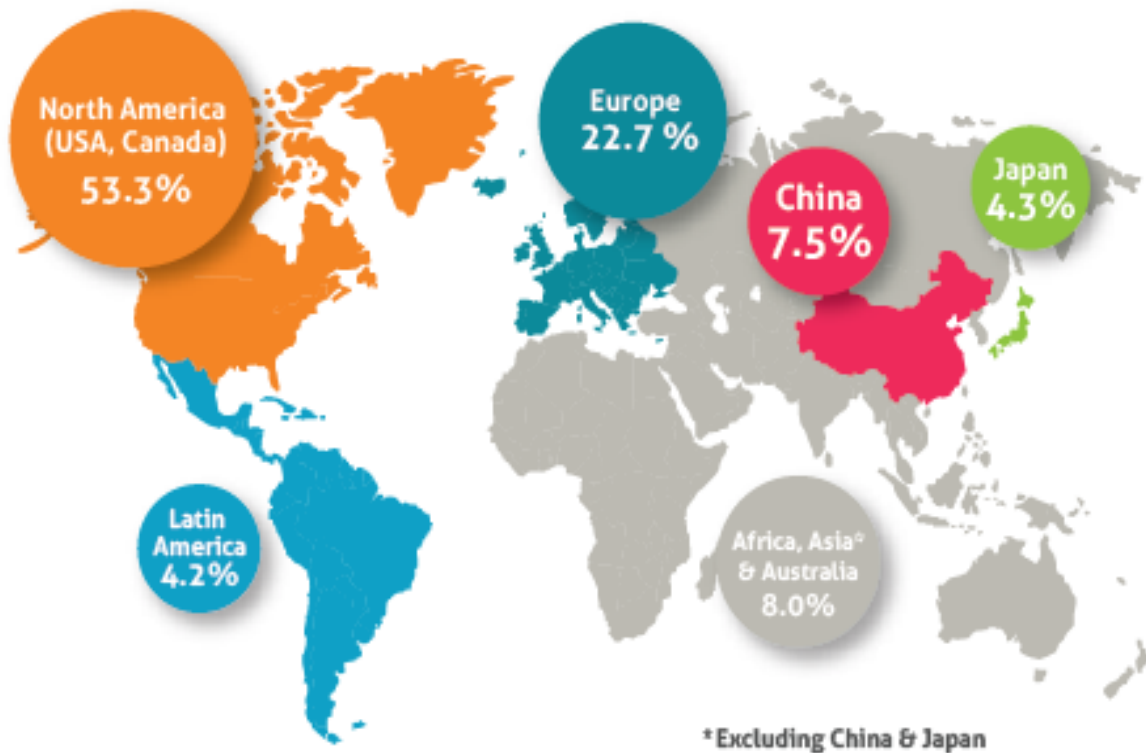 North America
(USA, Canada)
53.3%
Europe
22.7 %
China
7.5%
Japan
4.3%
Latin
America
4.2%
Africa, Asia*
& Australia
8.0%
*Excluding China & Japan